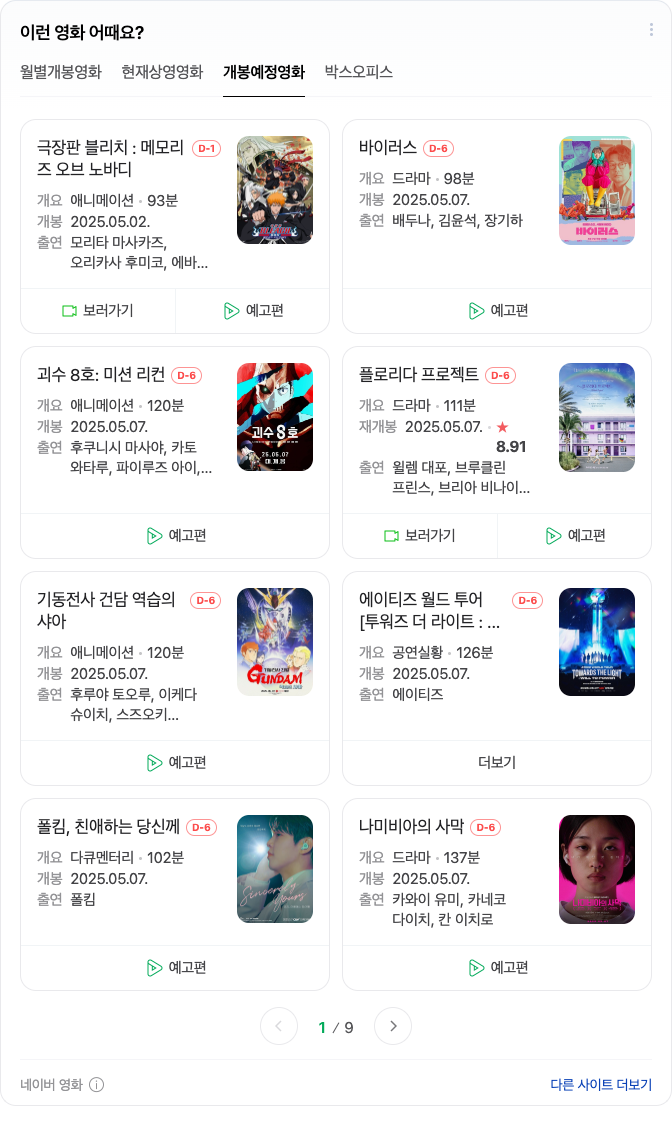 이런 영화 어때요?
월별개봉영화 현재상영영화 개봉예정영화 박스오피스
극장판 블리치 : 메모리 D-1
즈 오브 노바디
개요 애니메이션 93분
개봉 2025.05.02.
출연 모리타 마사카즈,
오리카사 후미코, 에바...
보러가기 예고편
바이러스 D-6
개요 드라마 98분
개봉 2025.05.07.
출연 배두나, 김윤석, 장기하
바이러스
예고편
괴수 8호: 미션 리컨 D-6
개요 애니메이션 120분
개봉 2025.05.07.
출연 후쿠니시 마사야, 카토
와타루, 파이루즈 아이,...
괴수 8호
25.05.07
대개봉
예고편
플로리다 프로젝트 D-6
개요 드라마 111분
재개봉 2025.05.07. ★
8.91
출연 윌렘 대포, 브루클린
프린스, 브리아 비나이...
보러가기 예고편
기동전사 건담 역습의 D-6
샤아
개요 애니메이션 120분
개봉 2025.05.07.
출연 후루야 토오루, 이케다
슈이치, 스즈오키...
GUNDAM
예고편
에이티즈 월드 투어 D-6
[투워즈 더 라이트 : ...
개요 공연실황 126분
개봉 2025.05.07.
출연 에이티즈
TOWARDS THE LIGHT
더보기
폴킴, 친애하는 당신께 D-6
개요 다큐멘터리 102분
개봉 2025.05.07.
출연 폴킴
Sincerely
Yours
예고편
나미비아의 사막 D-6
개요 드라마 137분
개봉 2025.05.07.
출연 카와이 유미, 카네코
다이치, 칸 이치로
예고편
1 / 9
네이버 영화
다른 사이트 더보기